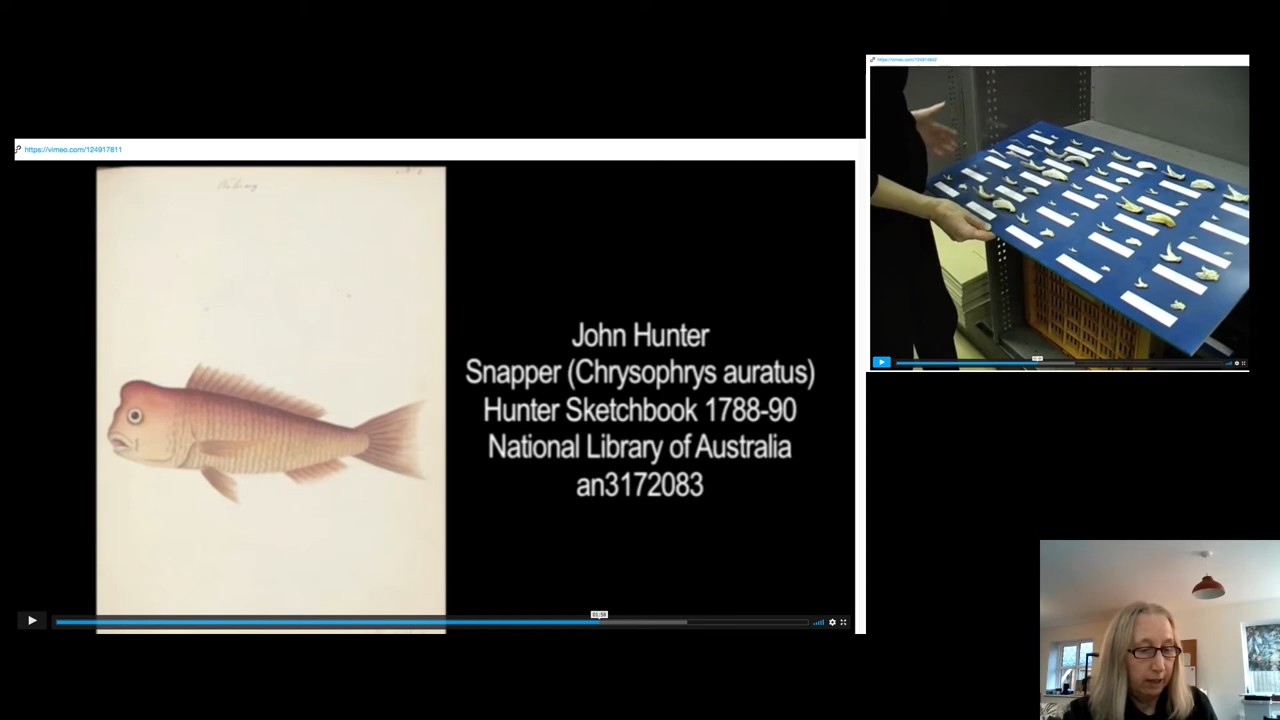 https://vimeo.com/124917811
John Hunter
Snapper (Chrysophrys auratus)
Hunter Sketchbook 1788-90
National Library of Australia
an3172083